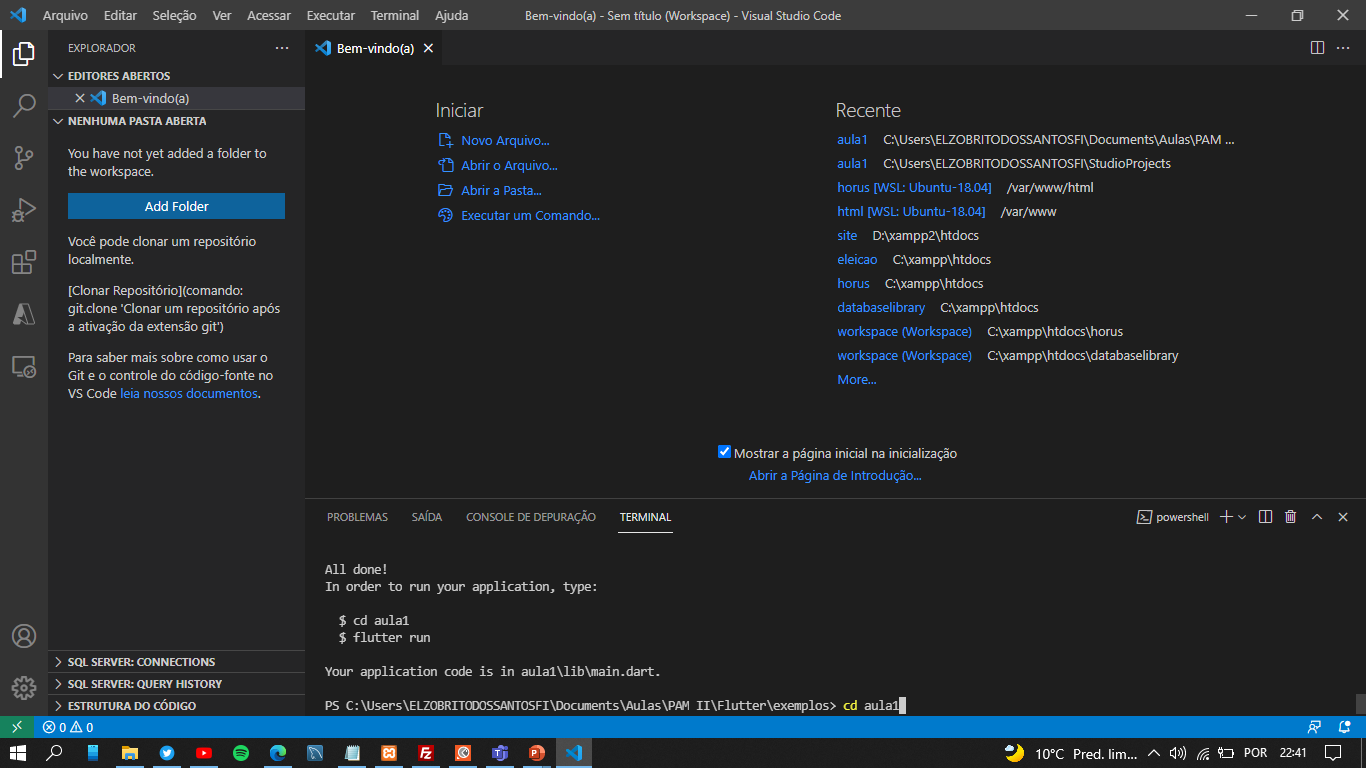 Arquivo Editar Seleção Ver Acessar Executar Terminal Ajuda
Bem-vindo(a) - Sem título (Workspace) - Visual Studio Code
EXPLORADOR
EDITORES ABERTOS
Bem-vindo(a)
NENHUMA PASTA ABERTA
You have not yet added a folder to
the workspace.
Add Folder
Você pode clonar um repositório
localmente.
[Clonar Repositório](comando:
git.clone 'Clonar um repositório após
a ativação da extensão git')
Para saber mais sobre como usar o
Git e o controle do código-fonte no
VS Code leia nossos documentos.
SQL SERVER: CONNECTIONS
SQL SERVER: QUERY HISTORY
ESTRUTURA DO CÓDIGO
Bem-vindo(a)
Iniciar
Novo Arquivo...
Abrir o Arquivo...
Abrir a Pasta...
Executar um Comando...
Recente
aula1 C:\Users\ELZOBRITODOSSANTOSFI\Documents\Aulas\PAM ...
aula1 C:\Users\ELZOBRITODOSSANTOSFI\StudioProjects
horus [WSL: Ubuntu-18.04] /var/www/html
html [WSL: Ubuntu-18.04] /var/www
site D:\xampp2\htdocs
eleicao C:\xampp\htdocs
horus C:\xampp\htdocs
databaselibrary C:\xampp\htdocs
workspace (Workspace) C:\xampp\htdocs\horus
workspace (Workspace) C:\xampp\htdocs\databaselibrary
More...
Mostrar a página inicial na inicialização
Abrir a Página de Introdução...
PROBLEMAS SAÍDA CONSOLE DE DEPURAÇÃO TERMINAL
powershell
All done!
In order to run your application, type:
$ cd aula1
$ flutter run
Your application code is in aula1\lib\main.dart.
PS C:\Users\ELZOBRITODOSSANTOSFI\Documents\Aulas\PAM II\Flutter\exemplos> cd aula1
0 0
10°C Pred. lim... POR 22:41